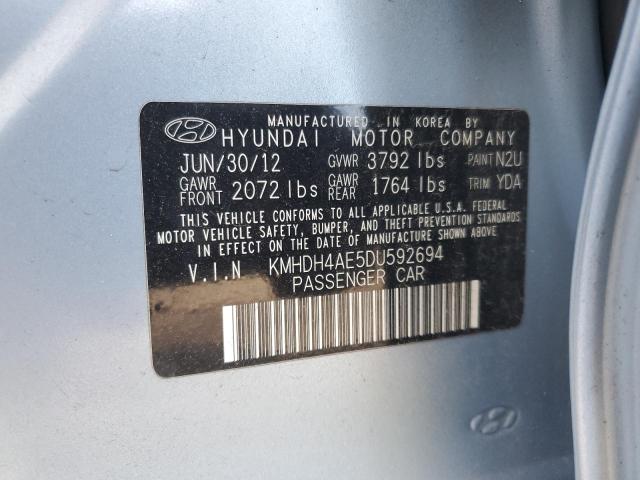 MANUFACTURED IN KOREA BY
HYUNDAI MOTOR COMPANY
JUN/30/12 GVWR 3792 lbs PAINT N2U
GAWR FRONT 2072 lbs GAWR REAR 1764 lbs TRIM YDA
THIS VEHICLE CONFORMS TO ALL APPLICABLE U.S.A. FEDERAL
MOTOR VEHICLE SAFETY, BUMPER, AND THEFT PREVENTION STANDARDS
IN EFFECT ON THE DATE OF MANUFACTURE SHOWN ABOVE.
V.I.N KMHDH4AE5DU592694
PASSENGER CAR